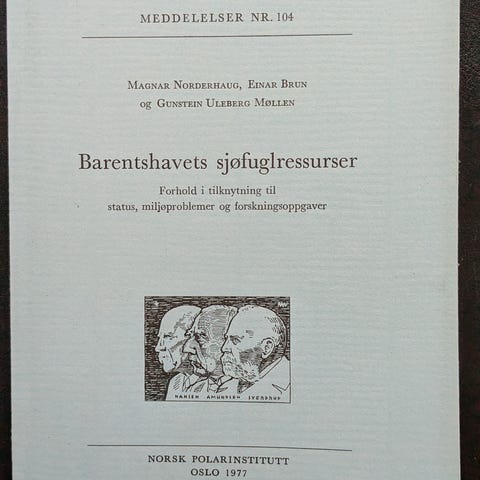 MEDDELELSER NR. 104
MAGNAR NORDERHAUG, EINAR BRUN
OG GUNSTEIN ULEBERG MØLLEN
Barentshavets sjøfuglressurser
Forhold i tilknytning til
status, miljøproblemer og forskningsoppgaver
NANSEN AMUNDSEN SVERDRUP
NORSK POLARINSTITUTT
OSLO 1977